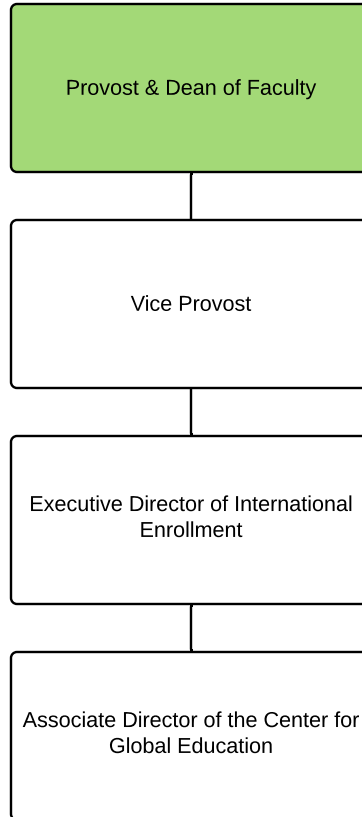 Provost & Dean of Faculty
Vice Provost
Executive Director of International
Enrollment
Associate Director of the Center for
Global Education